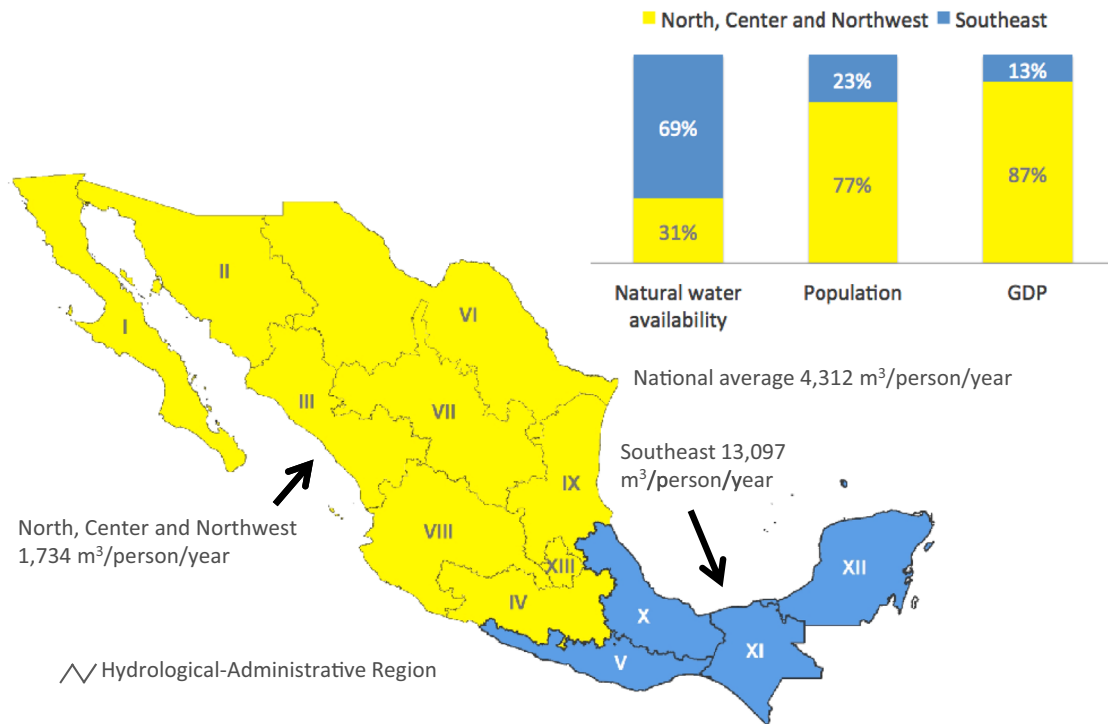 North, Center and Northwest
Southeast
69%
31%
23%
77%
13%
87%
Natural water
availability
Population
GDP
National average 4,312 m³/person/year
Southeast 13,097
m³/person/year
North, Center and Northwest
1,734 m³/person/year
I
II
III
VI
VII
VIII
IX
XIII
IV
X
V
XI
XII
Hydrological-Administrative Region